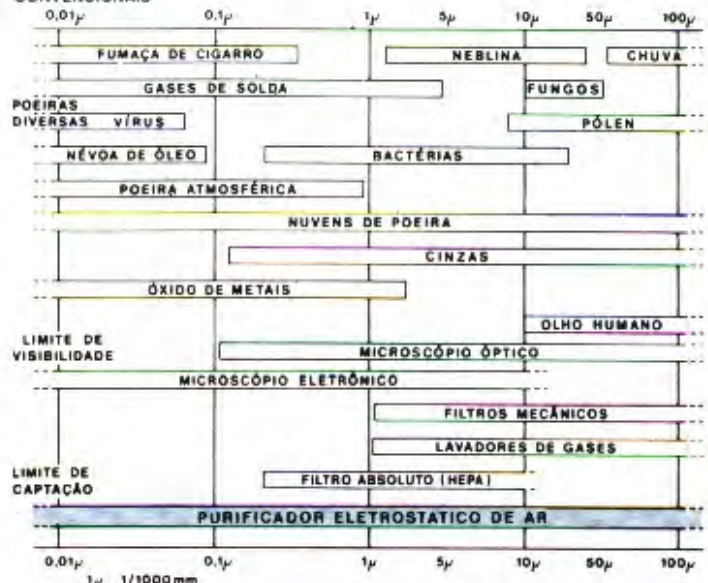 CONVENCIONAIS
0,01µ 0,1µ 1µ 5µ 10µ 50µ 100µ
FUMAÇA DE CIGARRO NEBLINA CHUVA
GASES DE SOLDA FUNGOS
POEIRAS
DIVERSAS VÍRUS PÓLEN
NÉVOA DE ÓLEO BACTÉRIAS
POEIRA ATMOSFÉRICA
NUVENS DE POEIRA
CINZAS
ÓXIDO DE METAIS
OLHO HUMANO
LIMITE DE
VISIBILIDADE
MICROSCÓPIO ÓPTICO
MICROSCÓPIO ELETRÔNICO
FILTROS MECÂNICOS
LAVADORES DE GASES
LIMITE DE
CAPTAÇÃO
FILTRO ABSOLUTO (HEPA)
PURIFICADOR ELETROSTATICO DE AR
0,01µ 0,1µ 1µ 5µ 10µ 50µ 100µ
1µ 1/1000mm